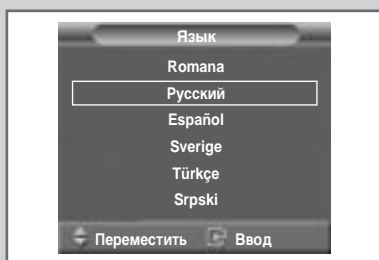 Язык
Romana
Русский
Español
Sverige
Türkçe
Srpski
Переместить Ввод